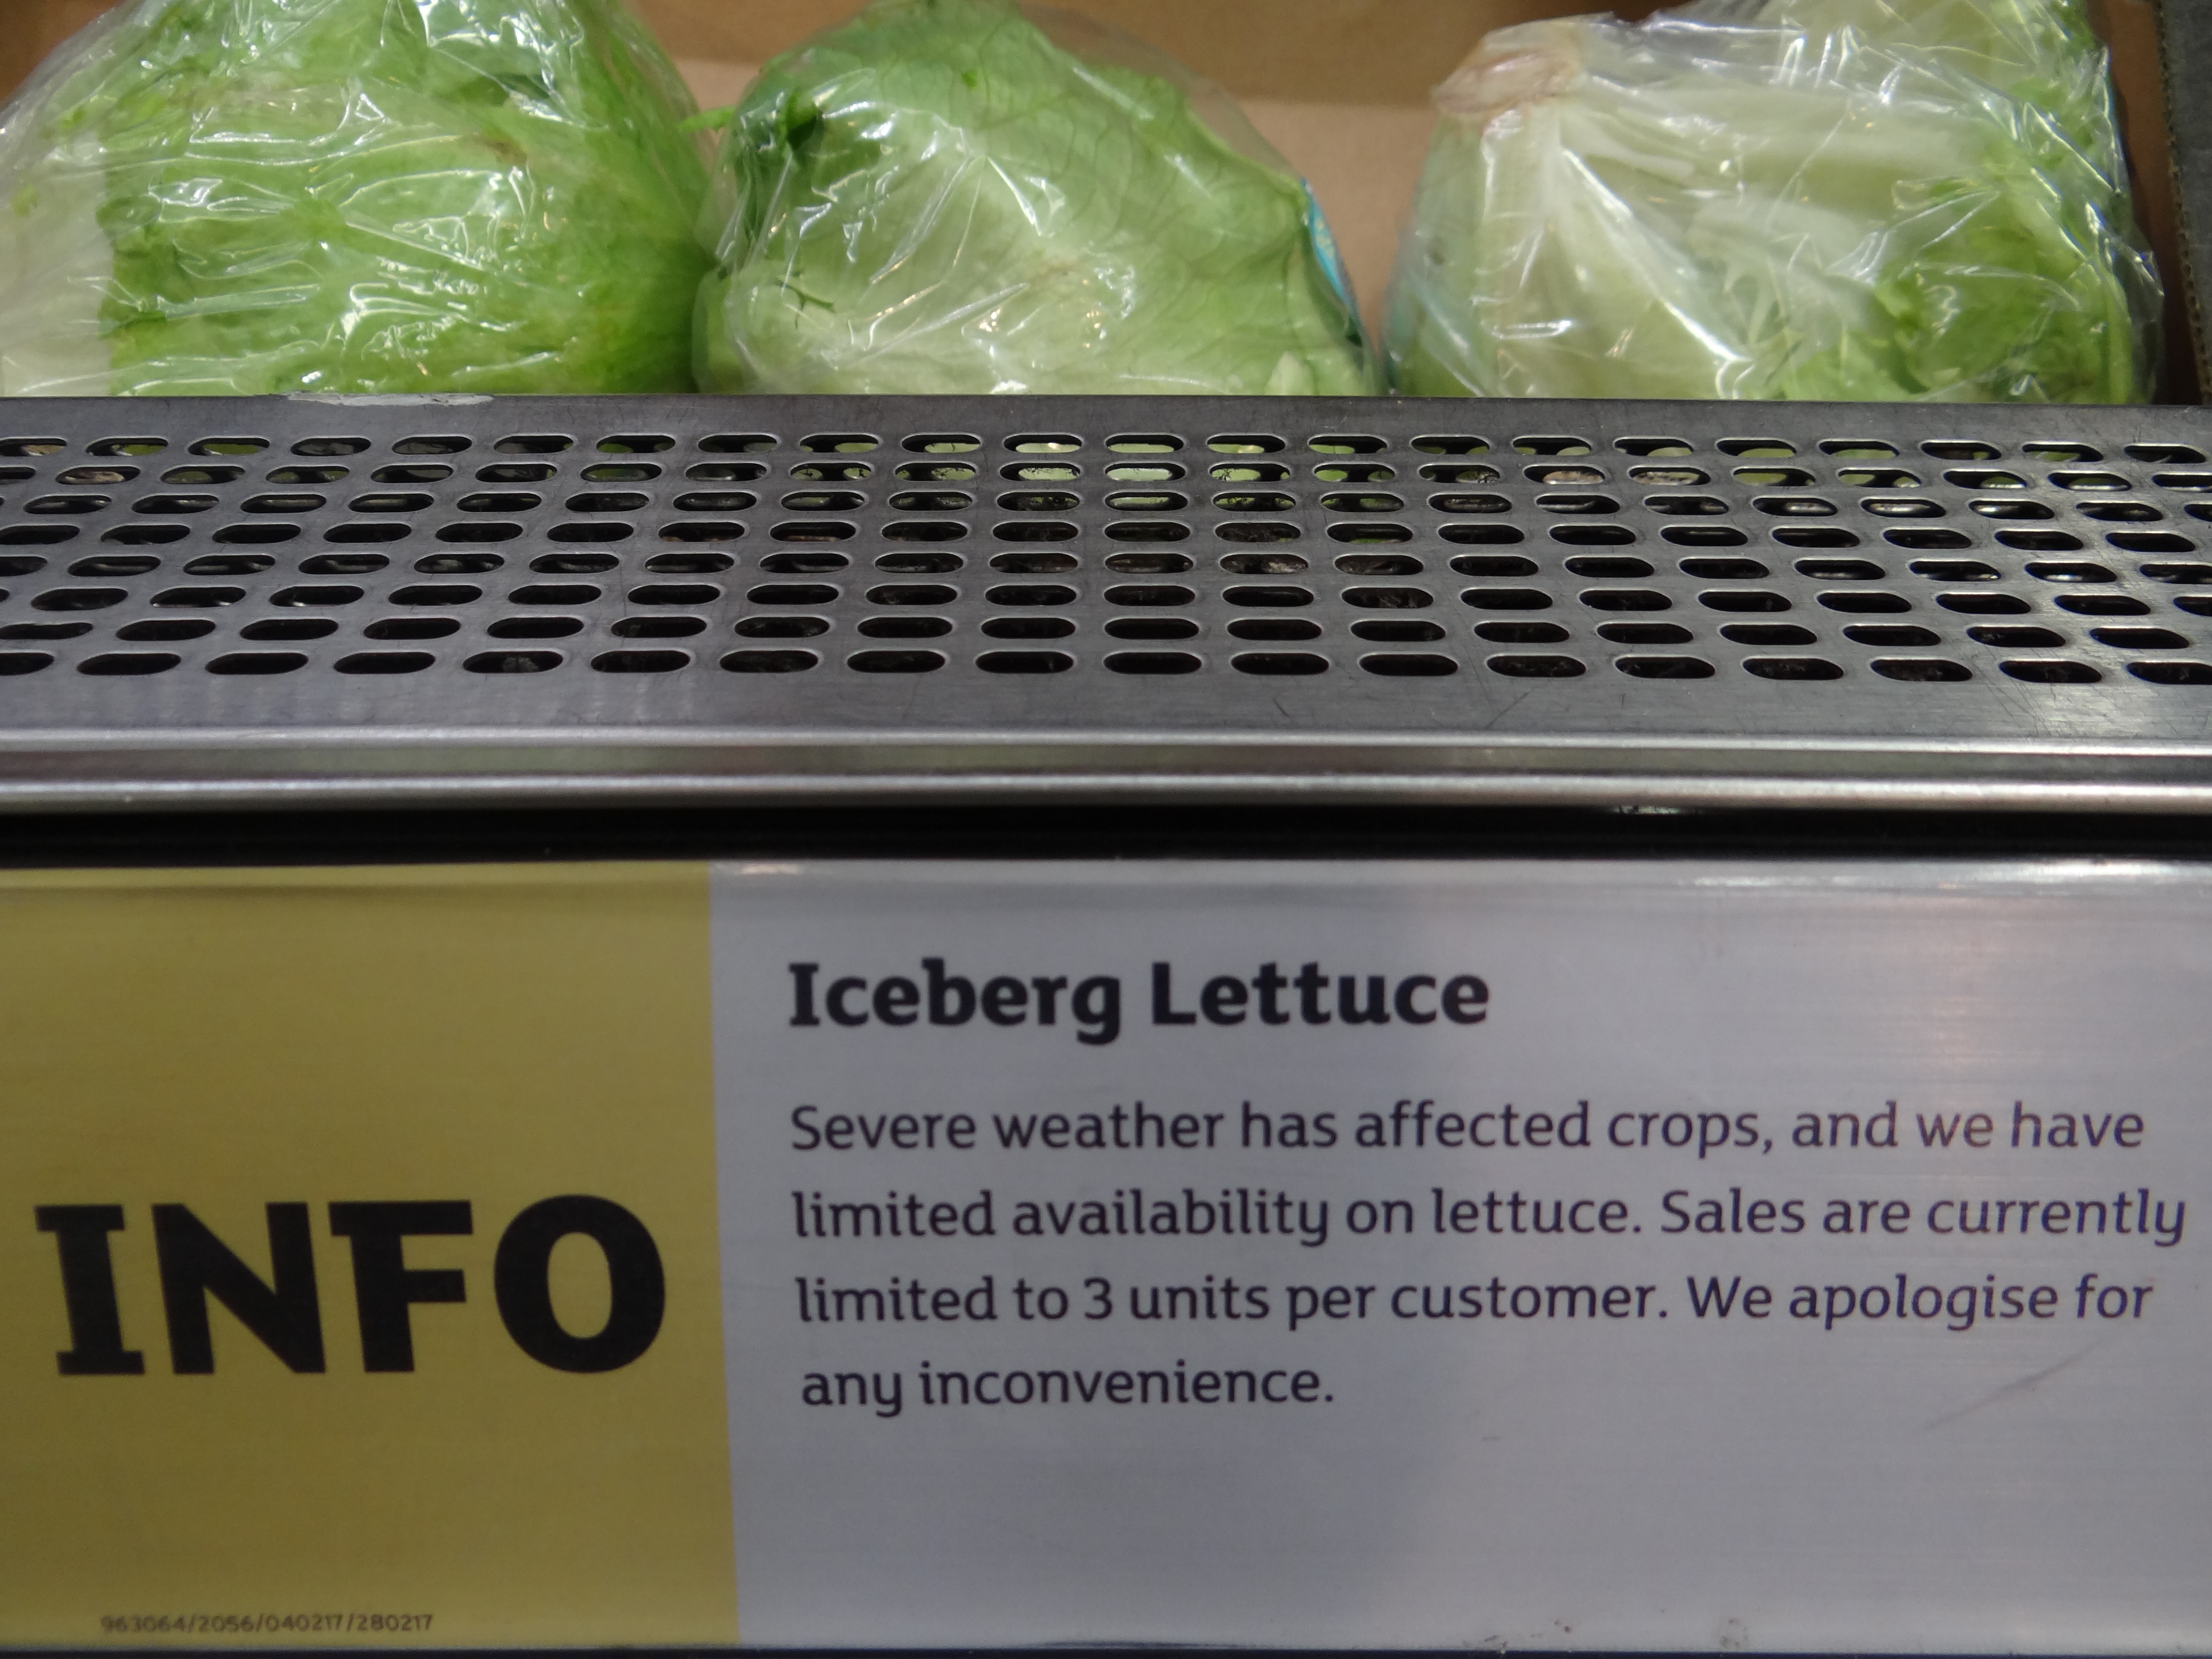 Iceberg Lettuce
Severe weather has affected crops, and we have
limited availability on lettuce. Sales are currently
limited to 3 units per customer. We apologise for
any inconvenience.
INFO
963064/2056/040217/280217